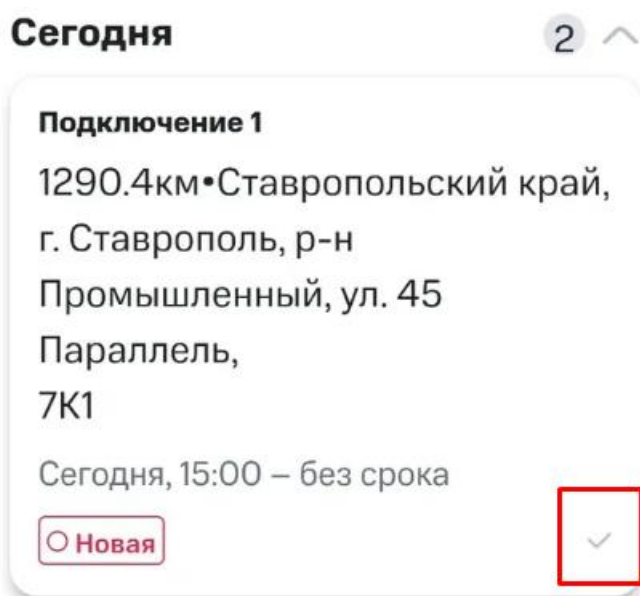 Сегодня 2
Подключение 1
1290.4км•Ставропольский край,
г. Ставрополь, р-н
Промышленный, ул. 45
Параллель,
7К1
Сегодня, 15:00 – без срока
Новая